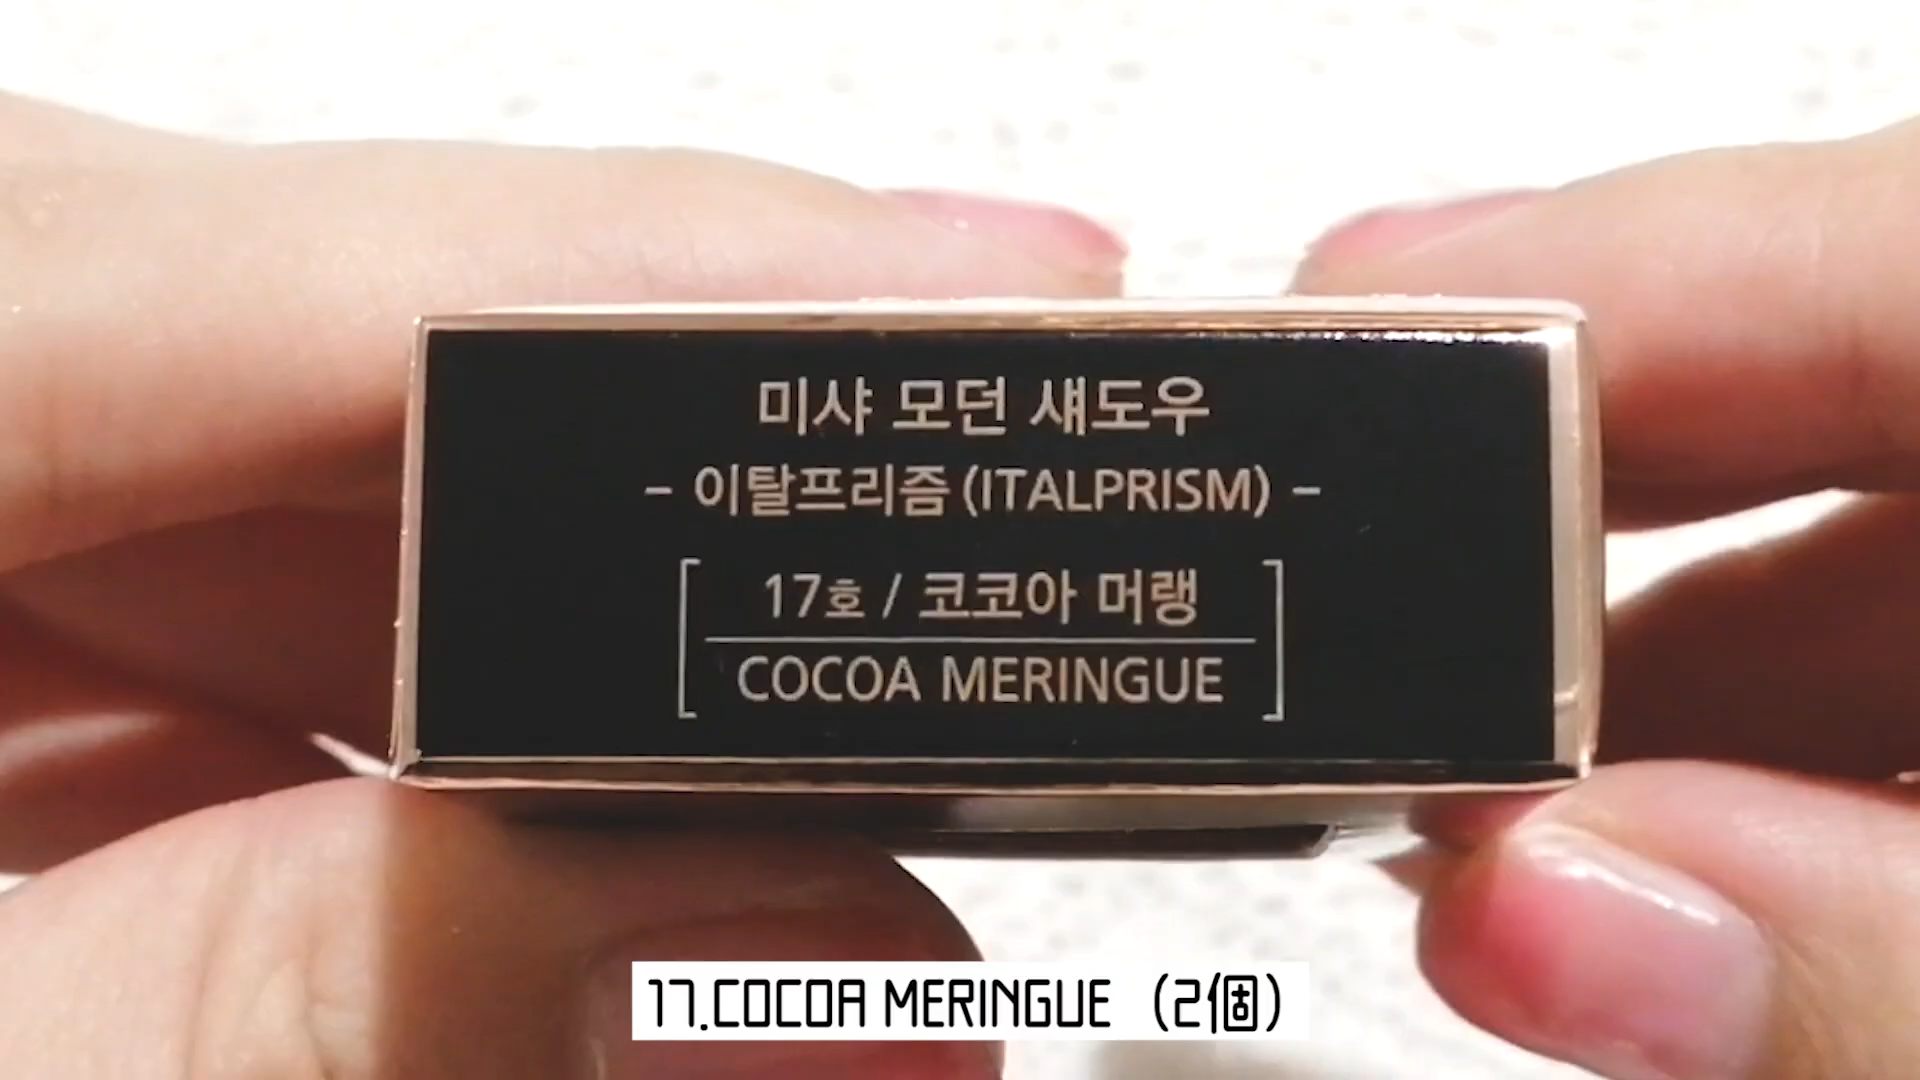 미샤 모던 섀도우
- 이탈프리즘 (ITALPRISM) -
17호 / 코코아 머랭
COCOA MERINGUE
17.COCOA MERINGUE (2個)